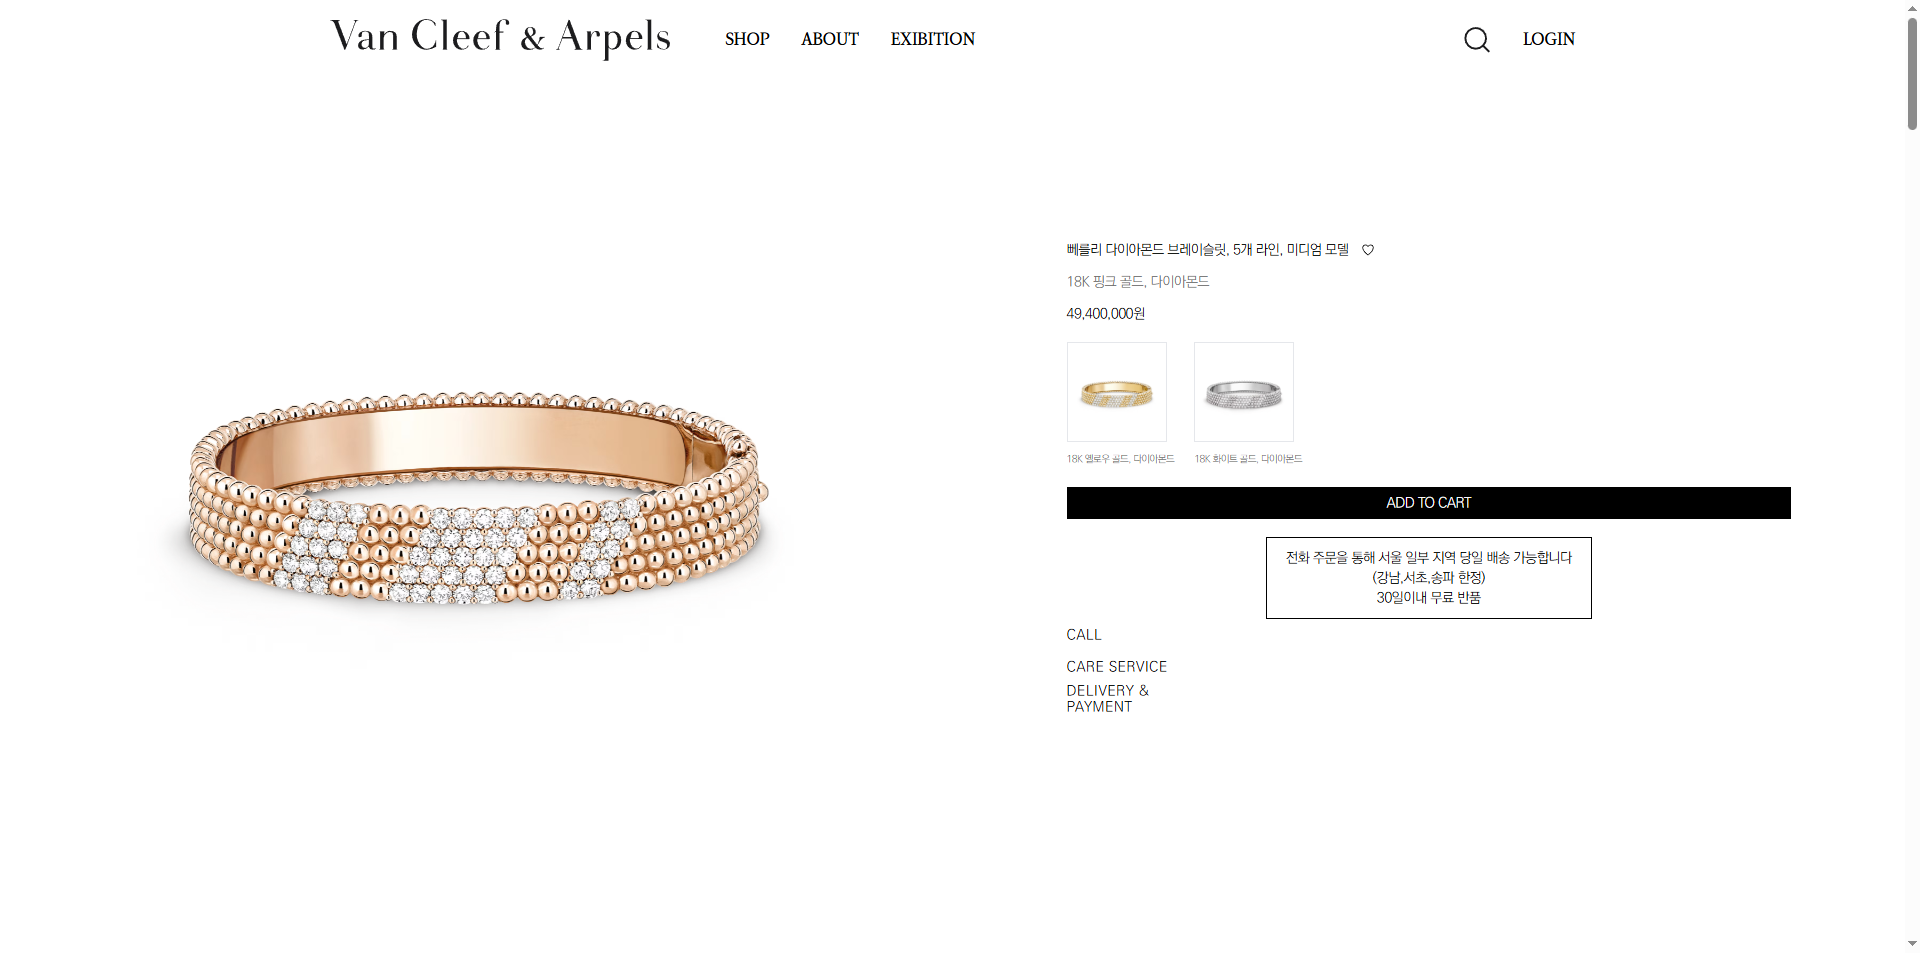 Van Cleef & Arpels
SHOP
ABOUT
EXIBITION
LOGIN
뻬를리 다이아몬드 브레이슬릿, 5개 라인, 미디엄 모델
18K 핑크 골드, 다이아몬드
49,400,000원
18K 옐로우 골드, 다이아몬드
18K 화이트 골드, 다이아몬드
ADD TO CART
전화 주문을 통해 서울 일부 지역 당일 배송 가능합니다
(강남,서초,송파 한정)
30일이내 무료 반품
CALL
CARE SERVICE
DELIVERY &
PAYMENT